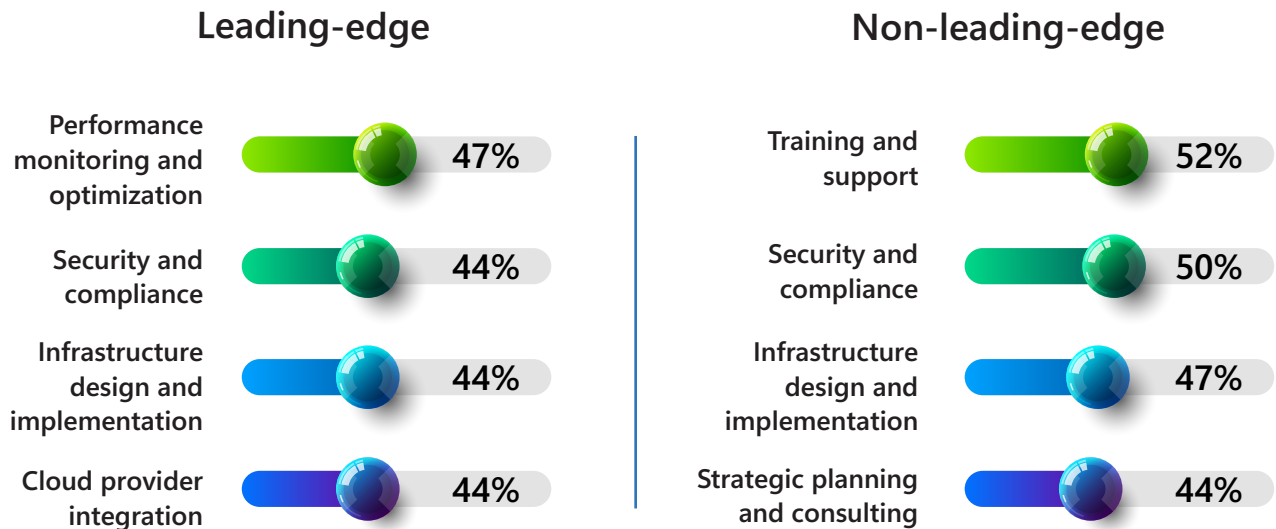 Leading-edge
Performance
monitoring and
optimization
47%
Security and
compliance
44%
Infrastructure
design and
implementation
44%
Cloud provider
integration
44%
Non-leading-edge
Training and
support
52%
Security and
compliance
50%
Infrastructure
design and
implementation
47%
Strategic planning
and consulting
44%